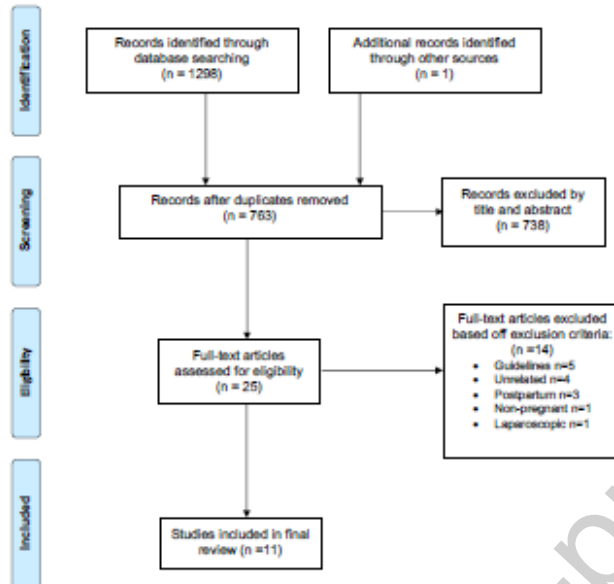 Identification
Records identified through
database searching
(n = 1298)
Additional records identified
through other sources
(n = 1)
Screening
Records after duplicates removed
(n = 763)
Records excluded by
title and abstract
(n = 738)
Eligibility
Full-text articles
assessed for eligibility
(n = 25)
Full-text articles excluded
based off exclusion criteria:
(n =14)
• Guidelines n=5
• Unrelated n=4
• Postpartum n=3
• Non-pregnant n=1
• Laparoscopic n=1
Included
Studies included in final
review (n =11)